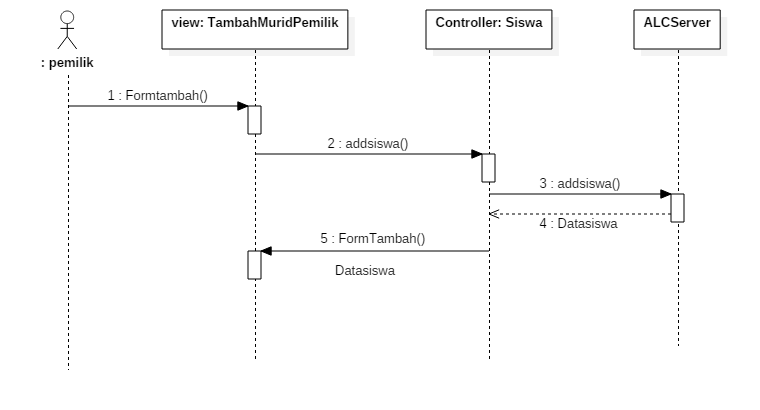 view: TambahMuridPemilik
Controller: Siswa
ALCServer
: pemilik
1 : Formtambah()
2 : addsiswa()
3 : addsiswa()
4 : Datasiswa
5 : FormTambah()
Datasiswa